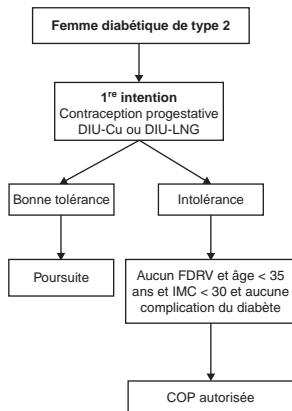 Femme diabétique de type 2
1re intention
Contraception progestative
DIU-Cu ou DIU-LNG
Bonne tolérance
Intolérance
Poursuite
Aucun FDRV et âge < 35
ans et IMC < 30 et aucune
complication du diabète
COP autorisée